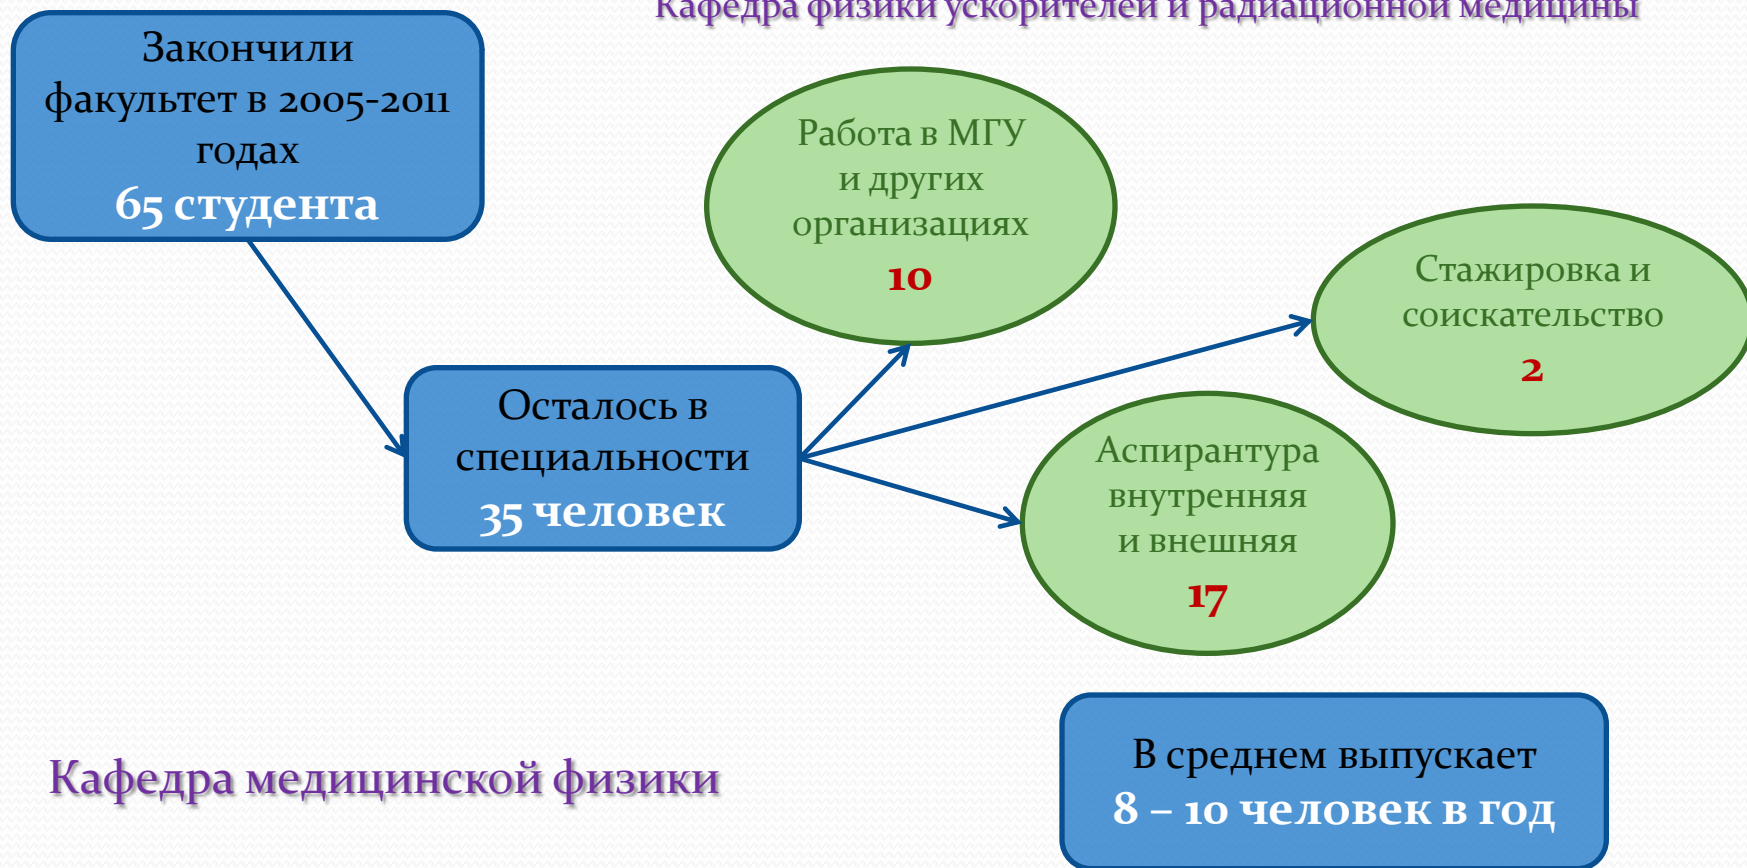 Кафедра физики ускорителей и радиационной медицины
Закончили
факультет в 2005-2011
годах
65 студента
Работа в МГУ
и других
организациях
10
Стажировка и
соискательство
2
Осталось в
специальности
35 человек
Аспирантура
внутренняя
и внешняя
17
В среднем выпускает
8 – 10 человек в год
Кафедра медицинской физики